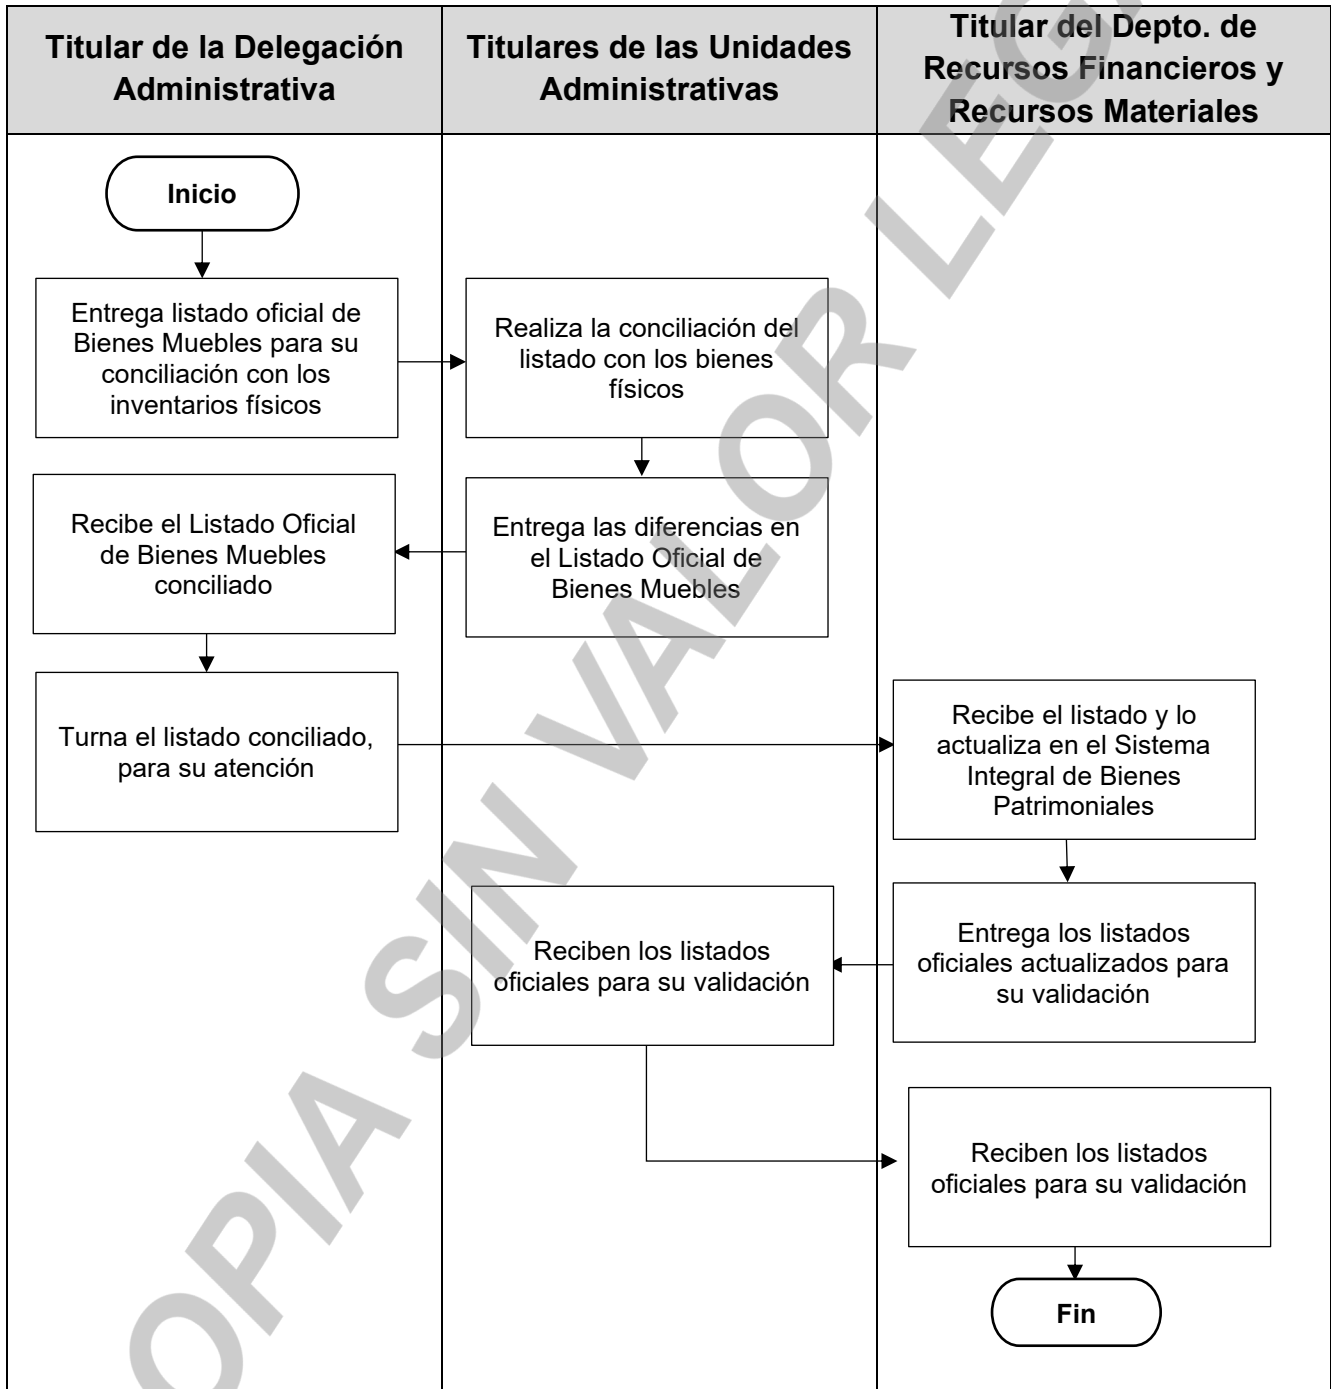 Titular de la Delegación
Administrativa
Titulares de las Unidades
Administrativas
Titular del Depto. de
Recursos Financieros y
Recursos Materiales
Inicio
Entrega listado oficial de
Bienes Muebles para su
conciliación con los
inventarios físicos
Realiza la conciliación del
listado con los bienes
físicos
Recibe el Listado Oficial
de Bienes Muebles
conciliado
Entrega las diferencias en
el Listado Oficial de
Bienes Muebles
Turna el listado conciliado,
para su atención
Recibe el listado y lo
actualiza en el Sistema
Integral de Bienes
Patrimoniales
Reciben los listados
oficiales para su validación
Entrega los listados
oficiales actualizados para
su validación
Reciben los listados
oficiales para su validación
Fin
OPIA SIN VALOR LEGA